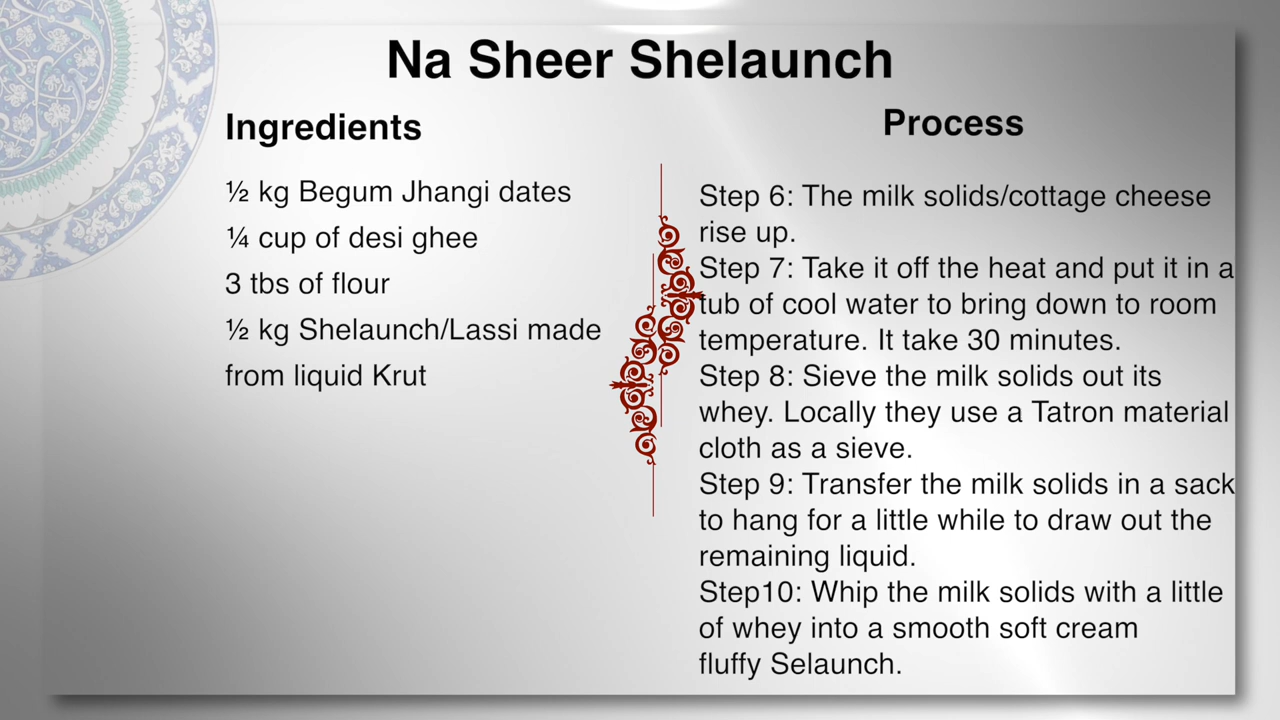 Na Sheer Shelaunch
Ingredients
½ kg Begum Jhangi dates
¼ cup of desi ghee
3 tbs of flour
½ kg Shelaunch/Lassi made
from liquid Krut
Process
Step 6: The milk solids/cottage cheese
rise up.
Step 7: Take it off the heat and put it in a
tub of cool water to bring down to room
temperature. It take 30 minutes.
Step 8: Sieve the milk solids out its
whey. Locally they use a Tatron material
cloth as a sieve.
Step 9: Transfer the milk solids in a sack
to hang for a little while to draw out the
remaining liquid.
Step10: Whip the milk solids with a little
of whey into a smooth soft cream
fluffy Selaunch.